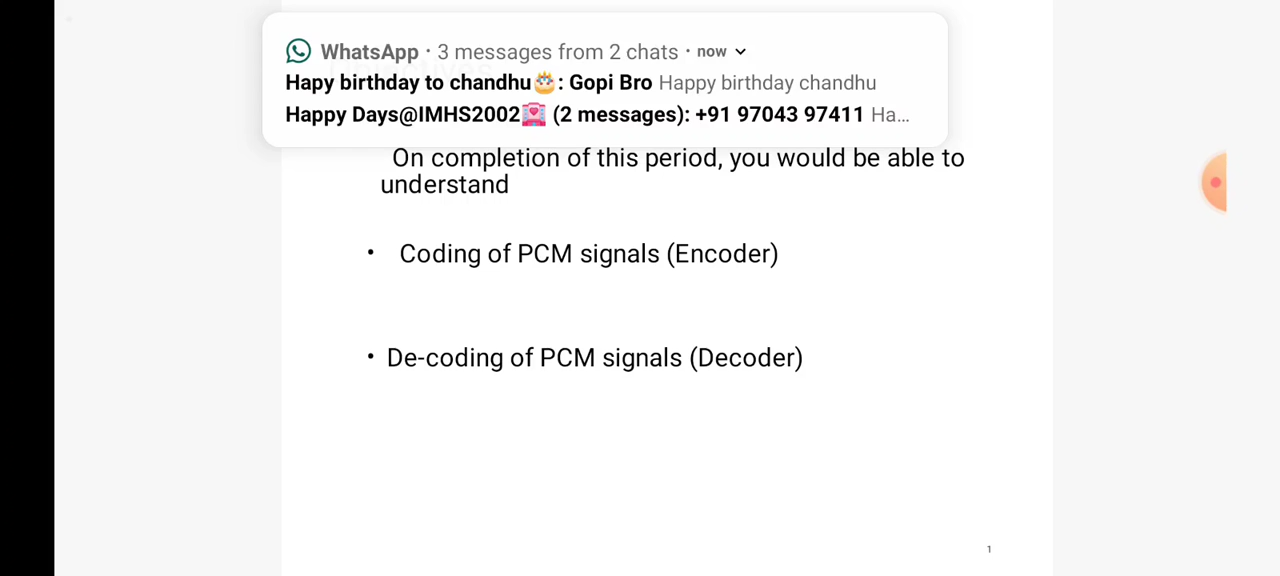 WhatsApp · 3 messages from 2 chats · now
Hapy birthday to chandhu🎂: Gopi Bro Happy birthday chandhu
Happy Days@IMHS2002🏩 (2 messages): +91 97043 97411 Ha...
On completion of this period, you would be able to
understand
• Coding of PCM signals (Encoder)
• De-coding of PCM signals (Decoder)
1